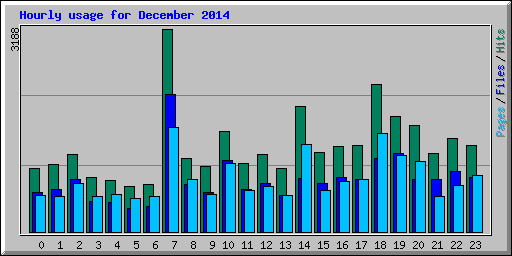 Hourly usage for December 2014
3188
Pages / Files / Hits
0 1 2 3 4 5 6 7 8 9 10 11 12 13 14 15 16 17 18 19 20 21 22 23